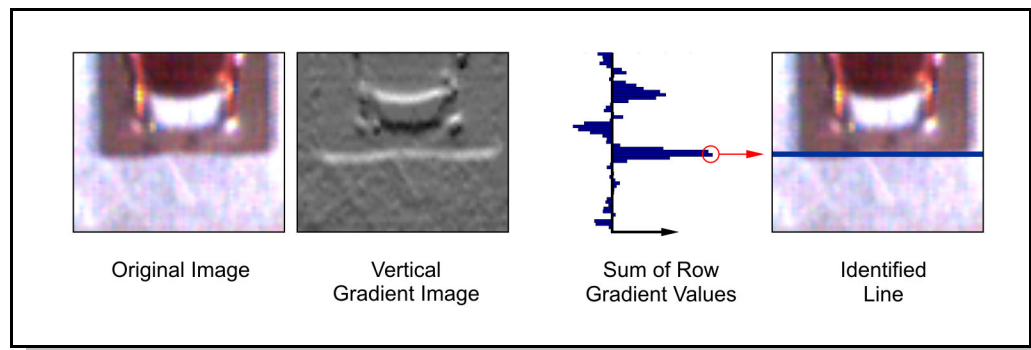 Original Image
Vertical
Gradient Image
Sum of Row
Gradient Values
Identified
Line